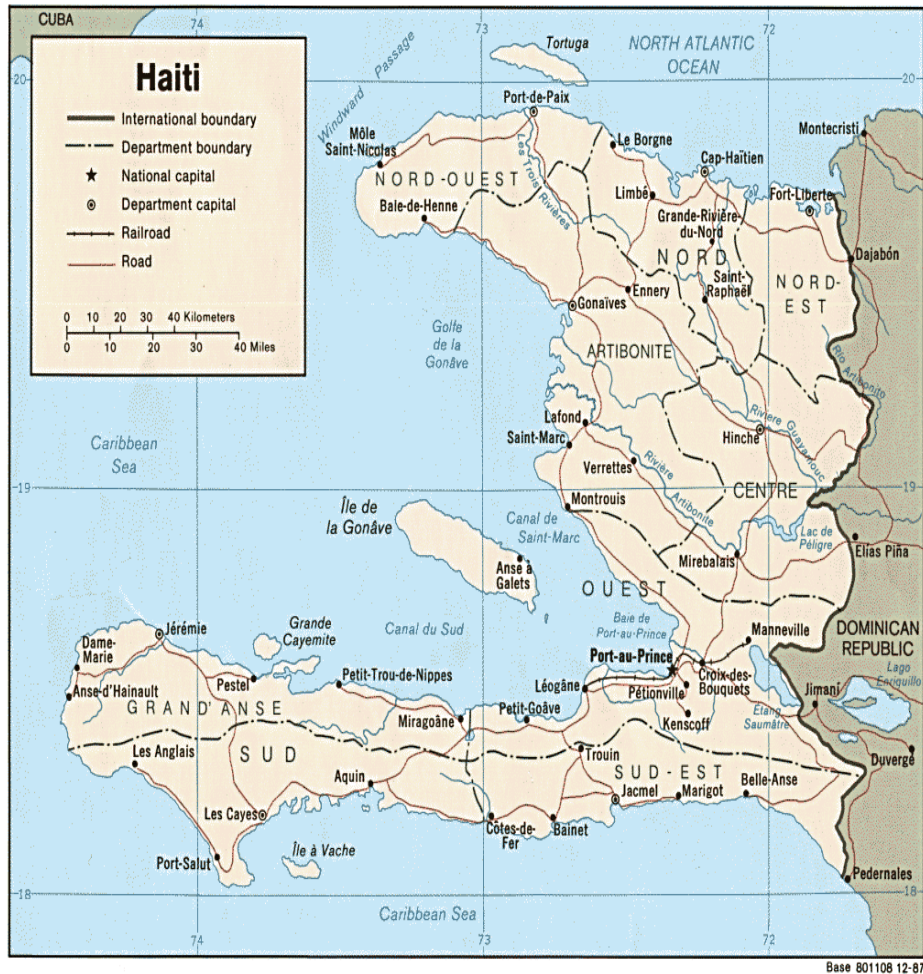 CUBA
74
73
72
Haiti
International boundary
Department boundary
National capital
Department capital
Railroad
Road
0 10 20 30 40 Kilometers
0 10 20 30 40 Miles
Tortuga
NORTH ATLANTIC
OCEAN
Windward Passage
20
20
Port-de-Paix
Môle
Saint-Nicolas
Le Borgne
Montecristi
Cap-Haïtien
NORD-OUEST
Les Trois Rivières
Limbé
Fort-Liberte
Baie-de-Henne
Grande-Rivière-
du-Nord
NORD
Dajabón
Saint-
Raphaël
NORD-
EST
Ennery
Gonaïves
Golfe
de la
Gonâve
ARTIBONITE
Río Artibonito
Lafond
Riviere Guayamouc
Hinche
Saint-Marc
Caribbean
Sea
Verrettes
Rivière
Artibonite
19
19
CENTRE
Île de
la Gonâve
Montrouis
Canal de
Saint-Marc
Lac de
Péligre
Elías Piña
Mirebalais
Anse à
Galets
OUEST
Baie de
Port-au-Prince
Manneville
Jérémie
Grande
Cayemite
Canal du Sud
DOMINICAN
REPUBLIC
Dame-
Marie
Port-au-Prince
Lago
Enriquillo
Pestel
Petit-Trou-de-Nippes
Croix-des-
Bouquets
Anse-d'Hainault
Léogâne
Pétionville
Jimaní
GRAND'ANSE
Miragoâne
Petit-Goâve
Kenscoff
Étang
Saumâtre
Les Anglais
SUD
Trouin
Duvergé
Aquin
SUD-EST
Belle-Anse
Jacmel
Marigot
Les Cayes
Côtes-de-
Fer
Bainet
Port-Salut
Île à Vache
Pedernales
18
18
Caribbean Sea
74
73
72
Base 801108 12-87